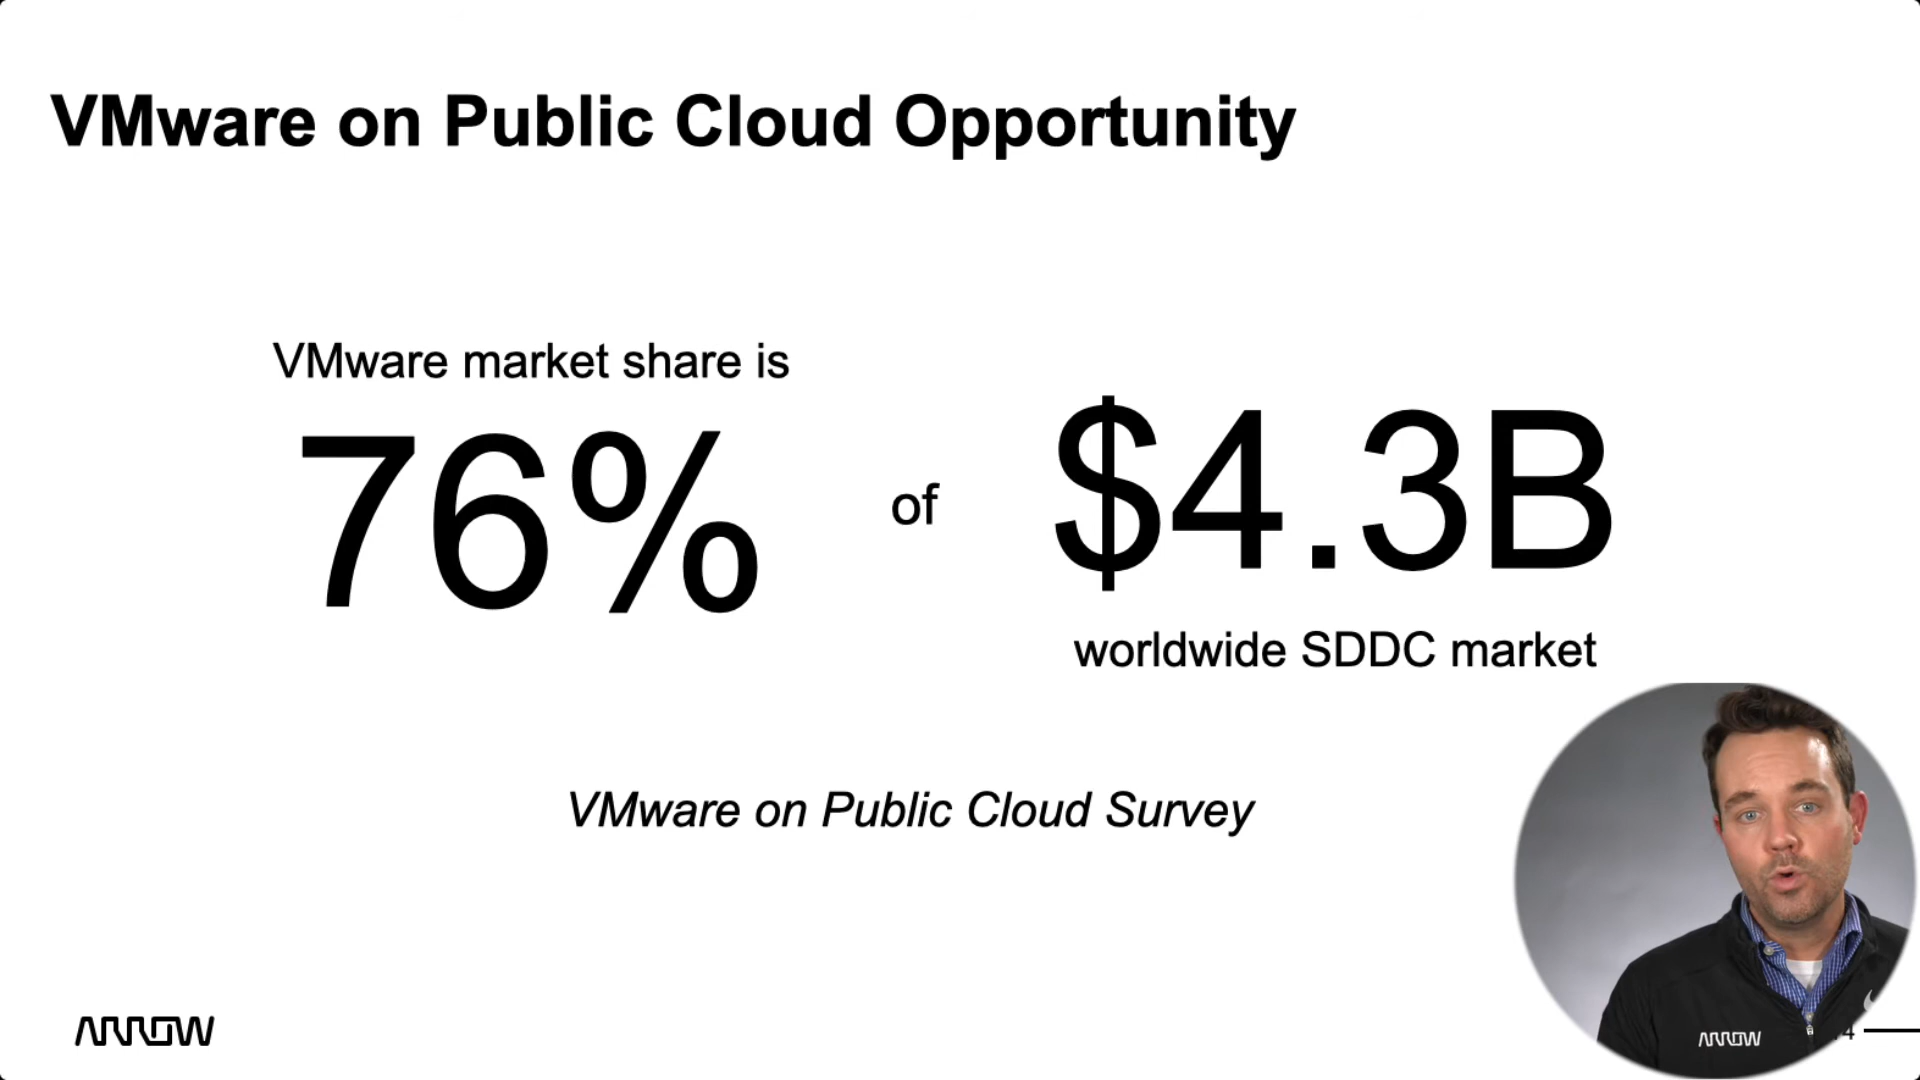 VMware on Public Cloud Opportunity
VMware market share is
76%
of
$4.3B
worldwide SDDC market
VMware on Public Cloud Survey
ARROW
ARROW
4